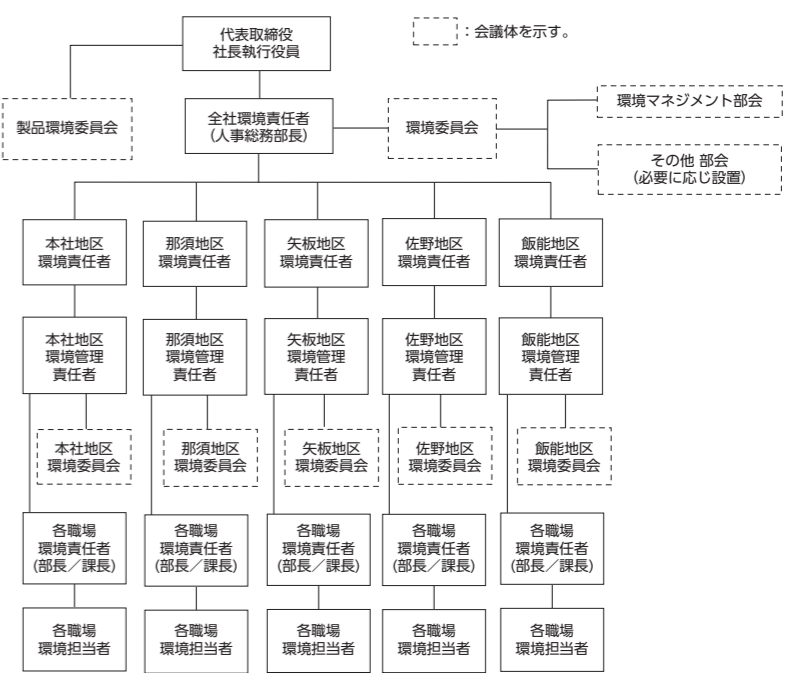 代表取締役
社長執行役員
：会議体を示す。
製品環境委員会
全社環境責任者
（人事総務部長）
環境委員会
環境マネジメント部会
その他 部会
（必要に応じ設置）
本社地区
環境責任者
那須地区
環境責任者
矢板地区
環境責任者
佐野地区
環境責任者
飯能地区
環境責任者
本社地区
環境管理
責任者
那須地区
環境管理
責任者
矢板地区
環境管理
責任者
佐野地区
環境管理
責任者
飯能地区
環境管理
責任者
本社地区
環境委員会
那須地区
環境委員会
矢板地区
環境委員会
佐野地区
環境委員会
飯能地区
環境委員会
各職場
環境責任者
(部長／課長)
各職場
環境責任者
(部長／課長)
各職場
環境責任者
(部長／課長)
各職場
環境責任者
(部長／課長)
各職場
環境責任者
(部長／課長)
各職場
環境担当者
各職場
環境担当者
各職場
環境担当者
各職場
環境担当者
各職場
環境担当者